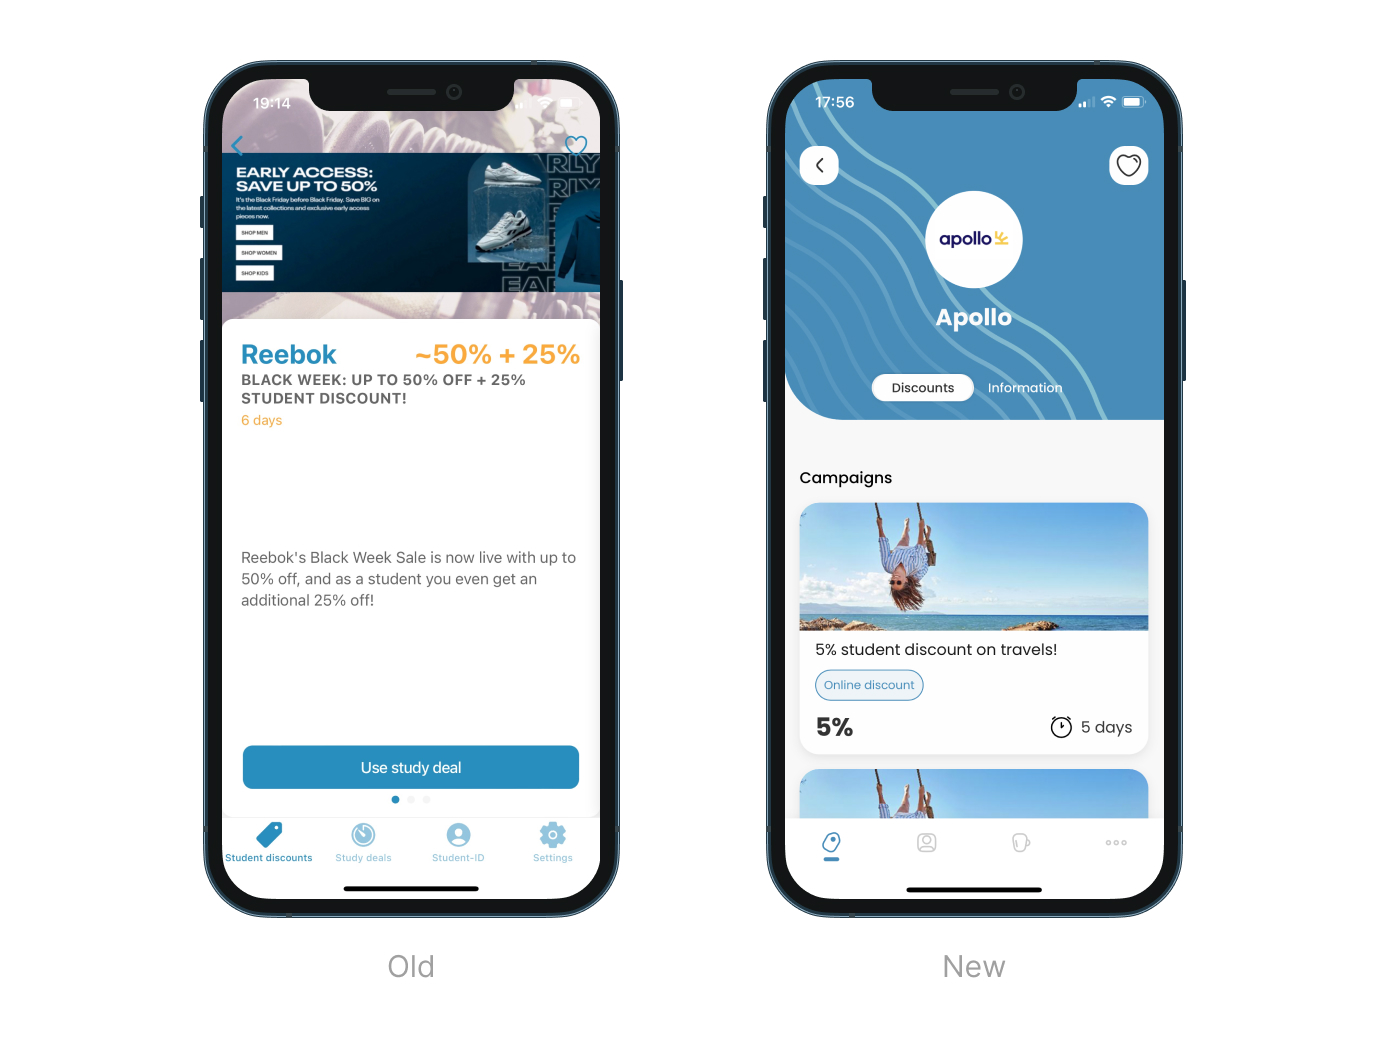 19:14
EARLY ACCESS:
SAVE UP TO 50%
It's the Black Friday before Black Friday. Save BIG on
the latest collections and exclusive early access
pieces now.
SHOP MEN
SHOP WOMEN
SHOP KIDS
Reebok ~50% + 25%
BLACK WEEK: UP TO 50% OFF + 25%
STUDENT DISCOUNT!
6 days
Reebok's Black Week Sale is now live with up to
50% off, and as a student you even get an
additional 25% off!
Use study deal
Student discounts Study deals Student-ID Settings
Old
17:56
apollo
Apollo
Discounts Information
Campaigns
5% student discount on travels!
Online discount
5% 5 days
New